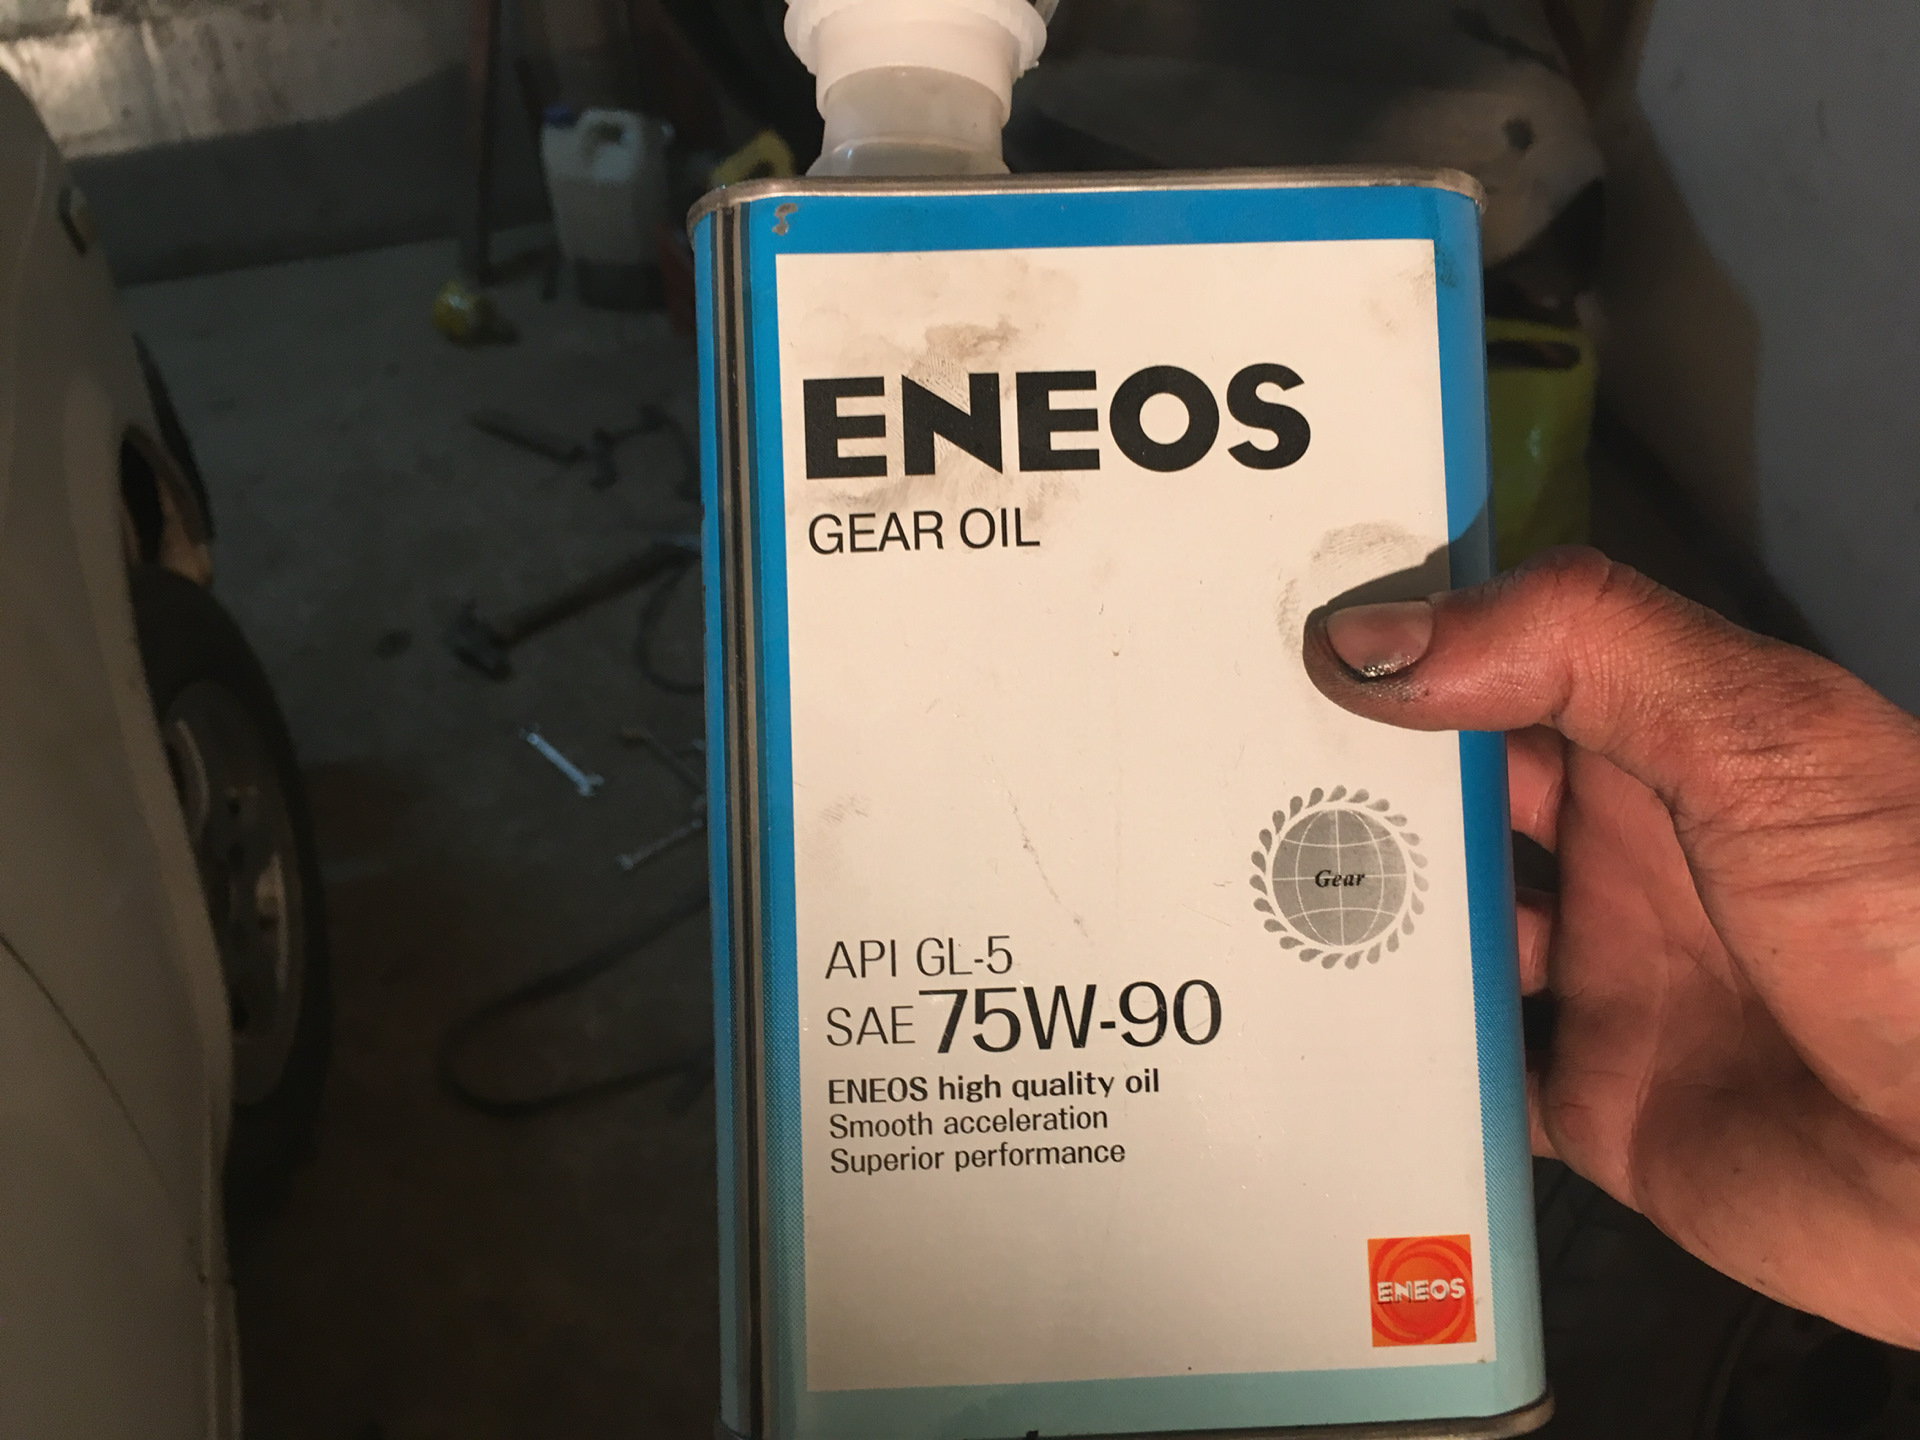 ENEOS
GEAR OIL
Gear
API GL-5
SAE 75W-90
ENEOS high quality oil
Smooth acceleration
Superior performance
ENEOS